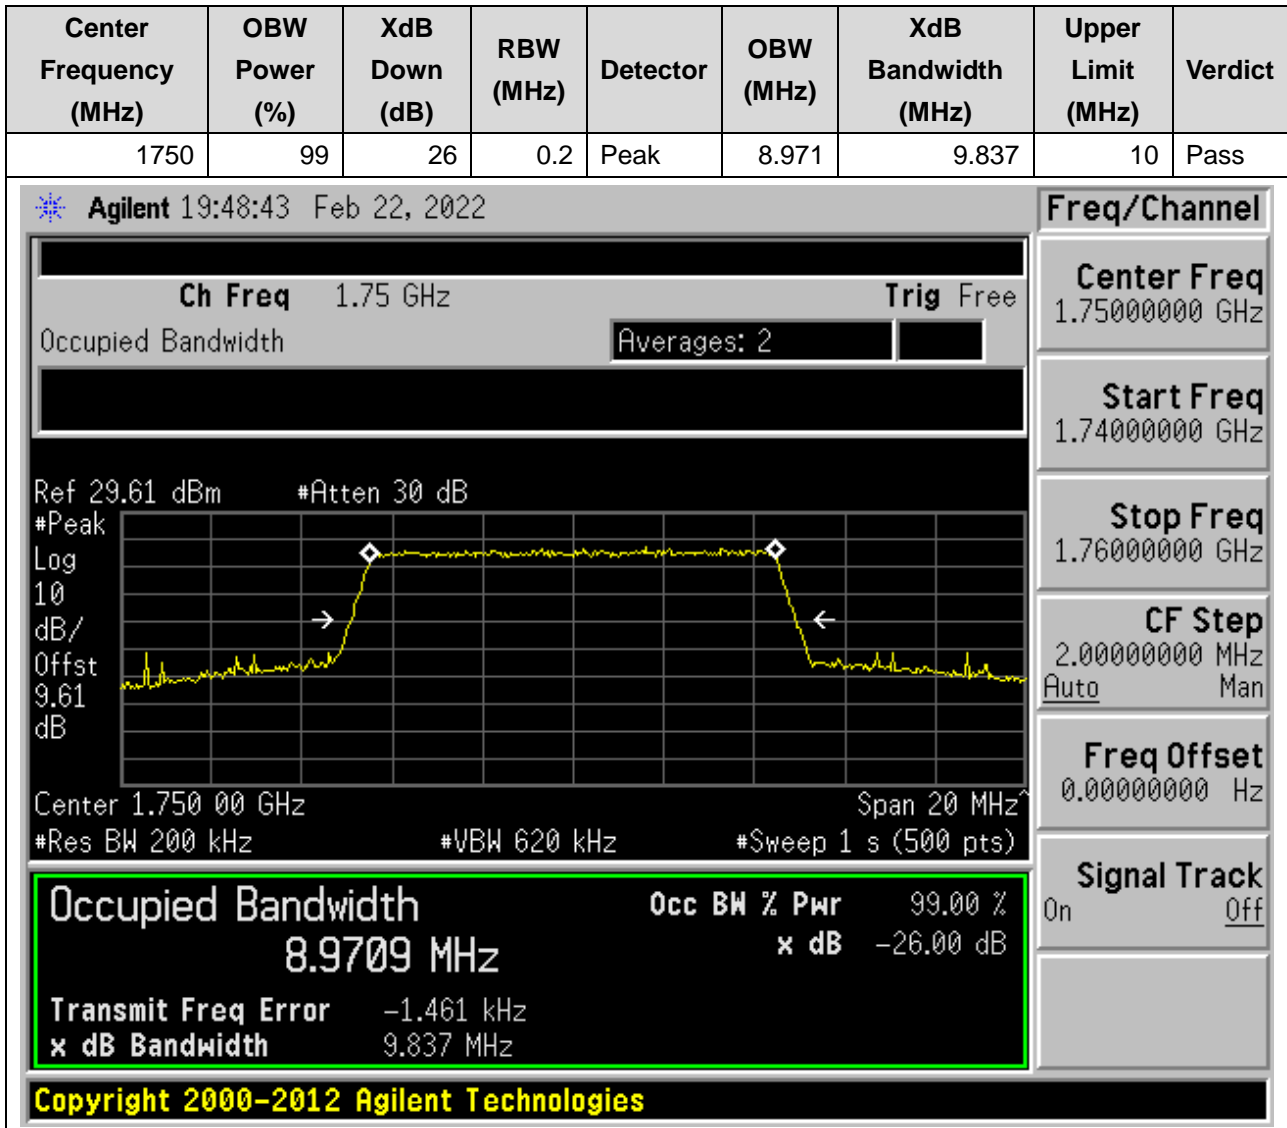 Center Frequency (MHz) OBW Power (%) XdB Down (dB) RBW (MHz) Detector OBW (MHz) XdB Bandwidth (MHz) Upper Limit (MHz) Verdict
1750 99 26 0.2 Peak 8.971 9.837 10 Pass
Agilent 19:48:43 Feb 22, 2022
Ch Freq 1.75 GHz Trig Free
Occupied Bandwidth Averages: 2
Ref 29.61 dBm #Atten 30 dB
#Peak
Log
10
dB/
Offst
9.61
dB
Center 1.750 00 GHz Span 20 MHz^
#Res BW 200 kHz #VBW 620 kHz #Sweep 1 s (500 pts)
Occupied Bandwidth Occ BW % Pwr 99.00 %
8.9709 MHz x dB -26.00 dB
Transmit Freq Error -1.461 kHz
x dB Bandwidth 9.837 MHz
Freq/Channel
Center Freq
1.75000000 GHz
Start Freq
1.74000000 GHz
Stop Freq
1.76000000 GHz
CF Step
2.00000000 MHz
Auto Man
Freq Offset
0.00000000 Hz
Signal Track
On Off
Copyright 2000-2012 Agilent Technologies